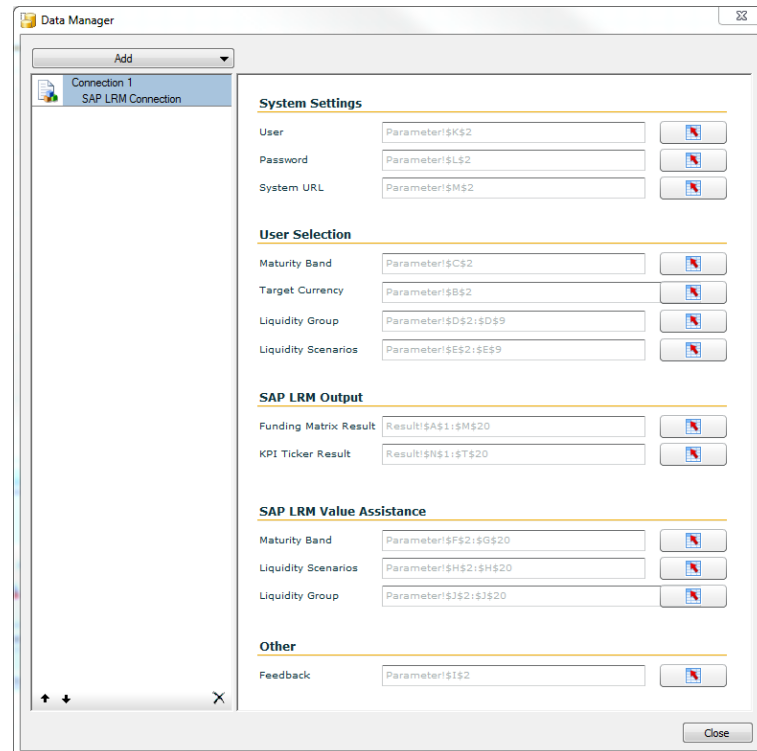 Data Manager
Add
Connection 1
SAP LRM Connection
System Settings
User Parameter!$K$2
Password Parameter!$L$2
System URL Parameter!$M$2
User Selection
Maturity Band Parameter!$C$2
Target Currency Parameter!$B$2
Liquidity Group Parameter!$D$2:$D$9
Liquidity Scenarios Parameter!$E$2:$E$9
SAP LRM Output
Funding Matrix Result Result!$A$1:$M$20
KPI Ticker Result Result!$N$1:$T$20
SAP LRM Value Assistance
Maturity Band Parameter!$F$2:$G$20
Liquidity Scenarios Parameter!$H$2:$H$20
Liquidity Group Parameter!$J$2:$J$20
Other
Feedback Parameter!$I$2
Close